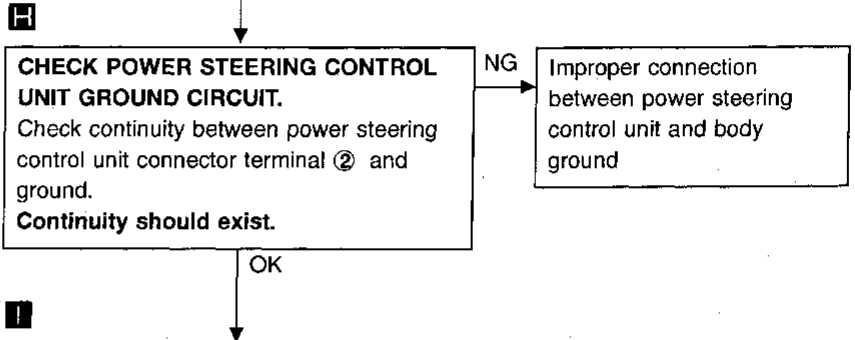 H
CHECK POWER STEERING CONTROL
UNIT GROUND CIRCUIT.
Check continuity between power steering
control unit connector terminal ② and
ground.
Continuity should exist.
NG
Improper connection
between power steering
control unit and body
ground
OK
I